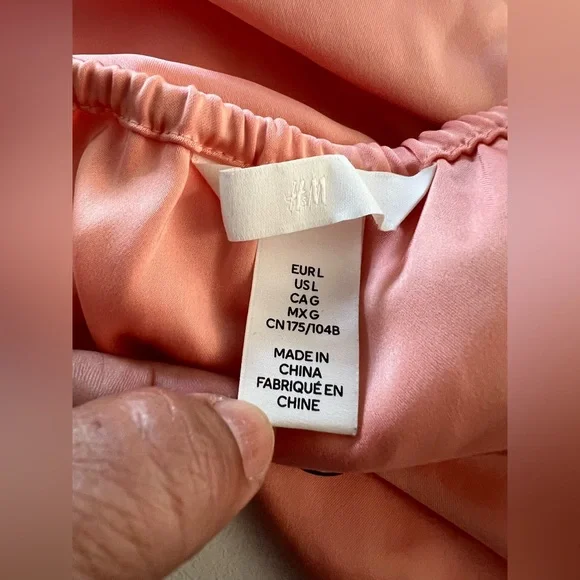 H&M
EUR L
US L
CA G
MX G
CN 175/104B
MADE IN
CHINA
FABRIQUÉ EN
CHINE